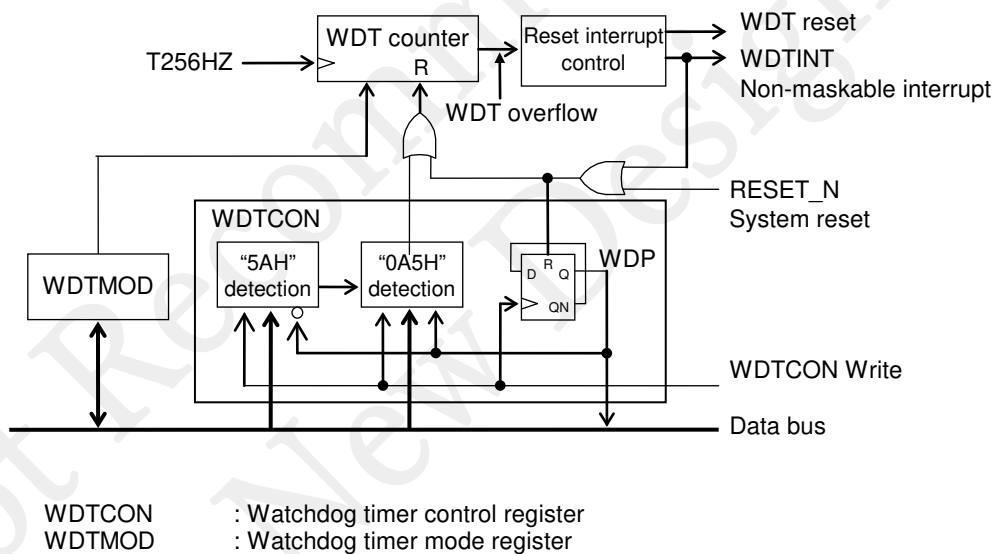 WDT reset
WDT counter
Reset interrupt
control
T256HZ
WDTINT
R
Non-maskable interrupt
WDT overflow
RESET_N
System reset
WDTCON
“5AH”
detection
“0A5H”
detection
R
WDP
D
Q
QN
WDTMOD
WDTCON Write
Data bus
WDTCON : Watchdog timer control register
WDTMOD : Watchdog timer mode register